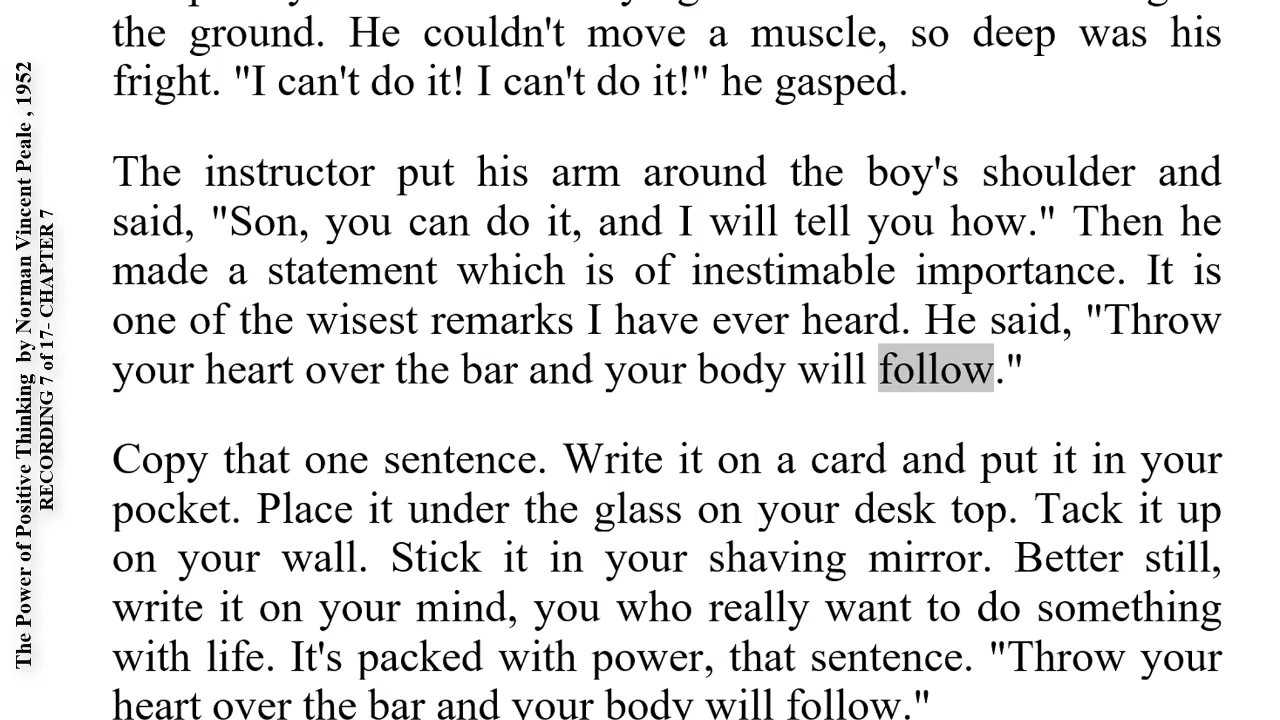 the ground. He couldn't move a muscle, so deep was his
fright. "I can't do it! I can't do it!" he gasped.
The instructor put his arm around the boy's shoulder and
said, "Son, you can do it, and I will tell you how." Then he
made a statement which is of inestimable importance. It is
one of the wisest remarks I have ever heard. He said, "Throw
your heart over the bar and your body will follow."
Copy that one sentence. Write it on a card and put it in your
pocket. Place it under the glass on your desk top. Tack it up
on your wall. Stick it in your shaving mirror. Better still,
write it on your mind, you who really want to do something
with life. It's packed with power, that sentence. "Throw your
heart over the bar and your body will follow."
The Power of Positive Thinking by Norman Vincent Peale , 1952
RECORDING 7 of 17- CHAPTER 7